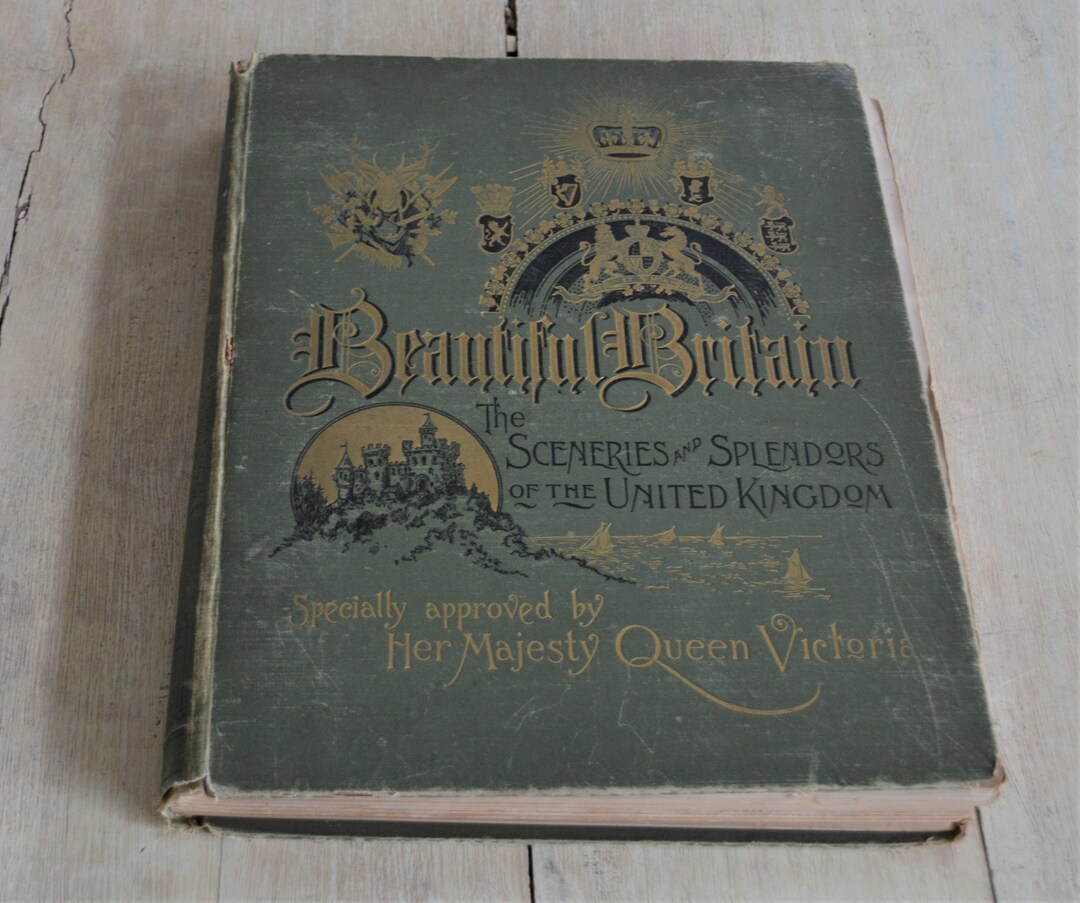 Beautiful Britain
The
SCENERIES AND SPLENDORS
OF THE UNITED KINGDOM
Specially approved by
Her Majesty Queen Victoria